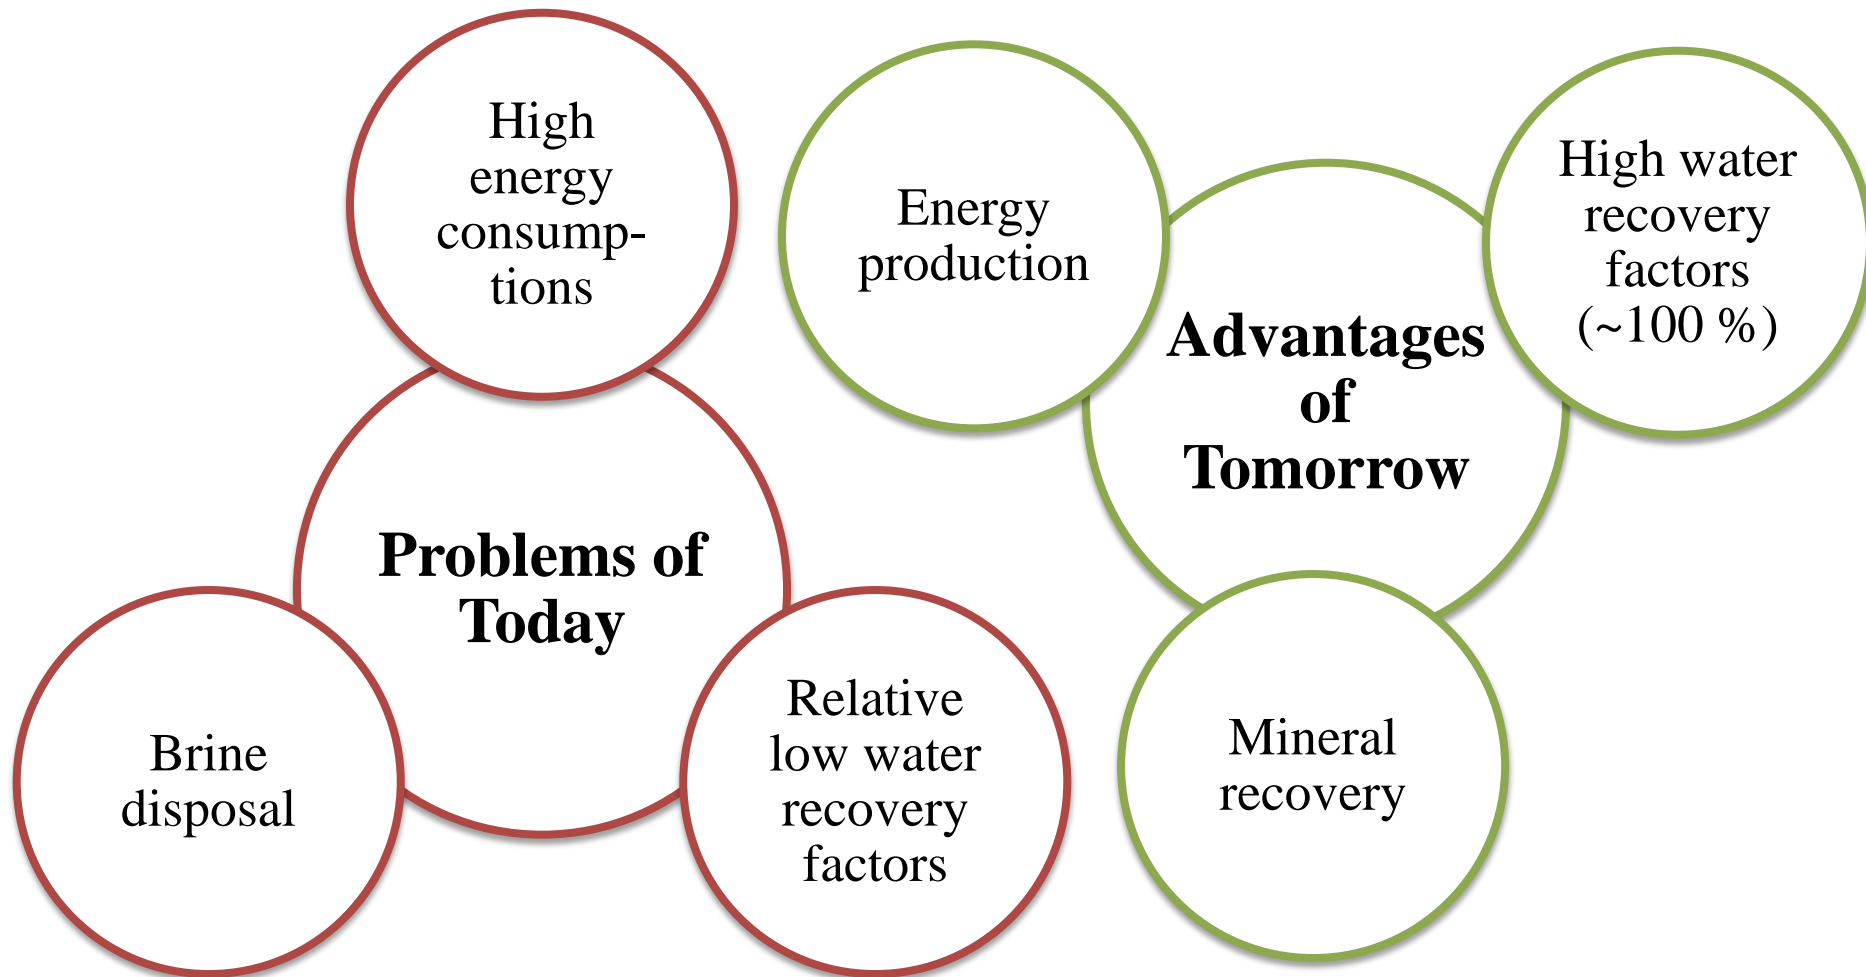 High
energy
consump-
tions
Problems of
Today
Brine
disposal
Relative
low water
recovery
factors
Energy
production
Advantages
of
Tomorrow
High water
recovery
factors
(~100 %)
Mineral
recovery